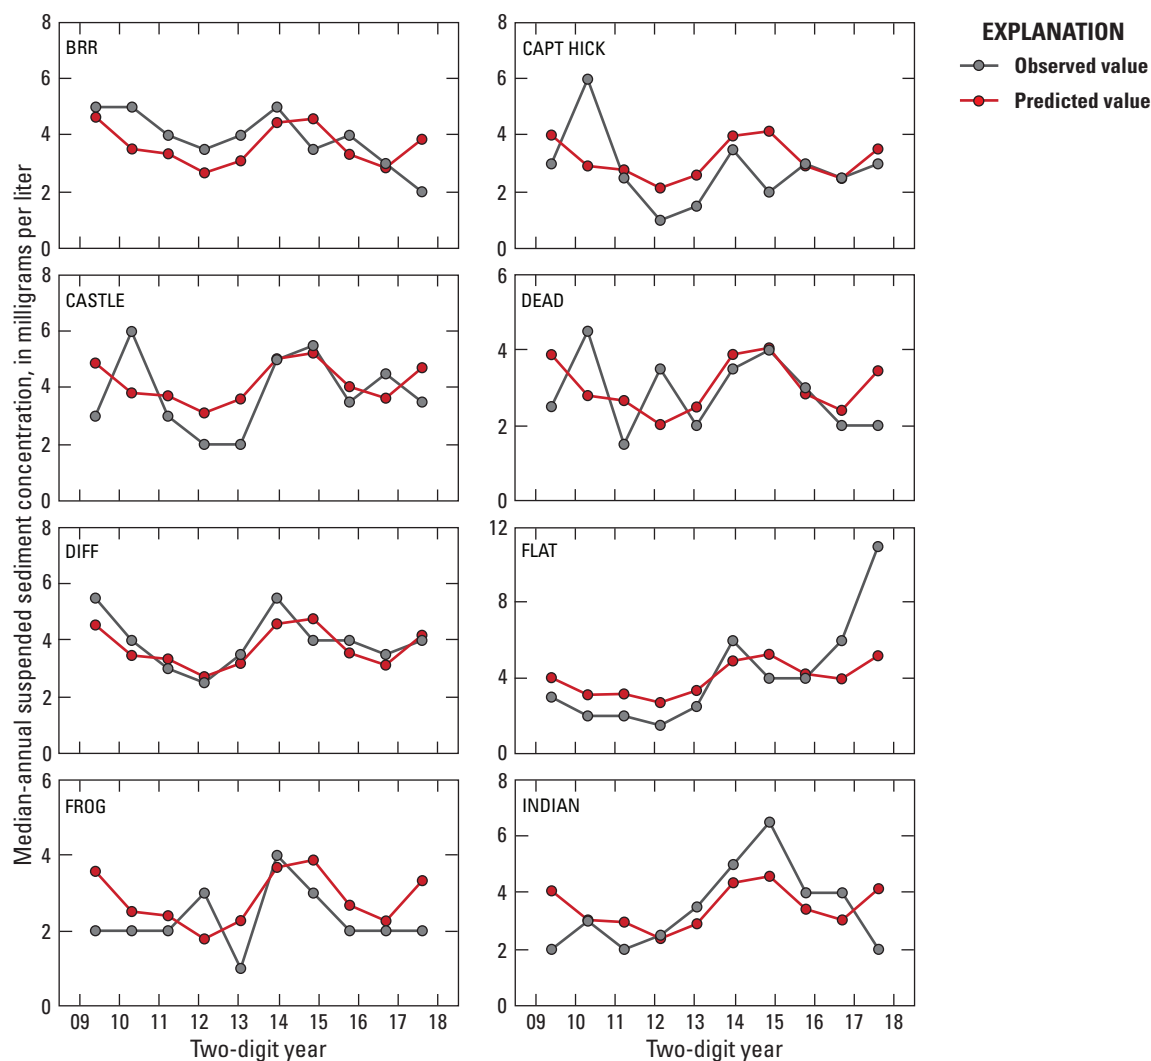 Median-annual suspended sediment concentration, in milligrams per liter
8
6
4
2
0
BRR
8
6
4
2
0
CAPT HICK
EXPLANATION
Observed value
Predicted value
8
6
4
2
0
CASTLE
6
4
2
0
DEAD
8
6
4
2
0
DIFF
12
8
4
0
FLAT
6
4
2
0
FROG
09 10 11 12 13 14 15 16 17 18
Two-digit year
8
6
4
2
0
INDIAN
09 10 11 12 13 14 15 16 17 18
Two-digit year